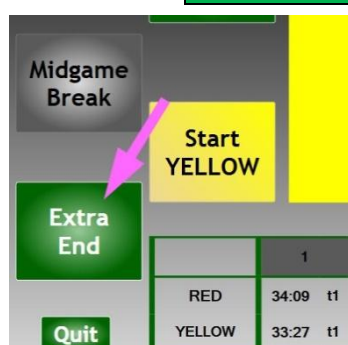 Midgame
Break
Start
YELLOW
Extra
End
1
RED 34:09 t1
Quit
YELLOW 33:27 t1